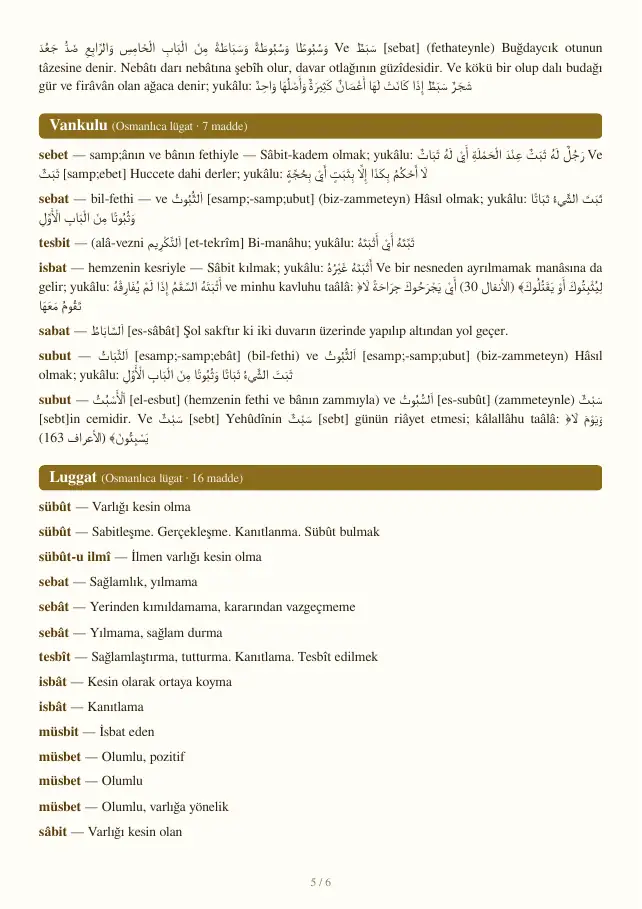 وَسُبُوطًا وَسُبُوطَةً وَسَبَاطَةً مِنَ الْبَابِ الْخَامِسِ وَالرَّابِعِ ضَدُّ جَعُدَ Ve سَبَطٌ [sebat] (fethateynle) Buğdaycık otunun
tâzesine denir. Nebâtı darı nebâtına şebîh olur, davar otlağının güzîdesidir. Ve kökü bir olup dalı budağı
gür ve firâvân olan ağaca denir; yukâlu: شَجَرٌ سَبَطٌ إِذَا كَانَتْ لَهَا أَغْصَانٌ كَثِيرَةٌ وَأَصْلُهَا وَاحِدٌ
Vankulu (Osmanlıca lügat · 7 madde)
sebet — samp;ânın ve bânın fethiyle — Sâbit-kadem olmak; yukâlu: رَجُلٌ لَهُ ثَبَتٌ عِنْدَ الْحَمْلَةِ أَيْ لَهُ ثَبَاتٌ Ve
ثَبَتٌ [samp;ebet] Huccete dahi derler; yukâlu: لَا أَحْكُمُ بِكَذَا إِلَّا بِثَبَتٍ أَيْ بِحُجَّةٍ
sebat — bil-fethi — ve اَلثُّبُوتُ [esamp;-samp;ubut] (biz-zammeteyn) Hâsıl olmak; yukâlu: ثَبَتَ الشَّيءُ ثَبَاتًا
وَثُبُوتًا مِنَ الْبَابِ الْأَوَّلِ
tesbit — (alâ-vezni اَلتَّكْرِيم [et-tekrîm] Bi-manâhu; yukâlu: ثَبَّتَهُ أَيْ أَثْبَتَهُ
isbat — hemzenin kesriyle — Sâbit kılmak; yukâlu: أَثْبَتَهُ غَيْرُهُ Ve bir nesneden ayrılmamak manâsına da
gelir; yukâlu: أَثْبَتَهُ السَّقَمُ إِذَا لَمْ يُفَارِقْهُ ve minhu kavluhu taâlâ: ﴿لِيُثْبِتُوكَ أَوْ يَقْتُلُوكَ﴾ (الأنفال 30) أَيْ يَجْرَحُوكَ جِرَاحَةً لَا
تَقُومُ مَعَهَا
sabat — اَلسَّابَاطُ [es-sâbât] Şol sakftır ki iki duvarın üzerinde yapılıp altından yol geçer.
subut — اَلثَّبَاتُ [esamp;-samp;ebât] (bil-fethi) ve اَلثُّبُوتُ [esamp;-samp;ubut] (biz-zammeteyn) Hâsıl
olmak; yukâlu: ثَبَتَ الشَّيءُ ثَبَاتًا وَثُبُوتًا مِنَ الْبَابِ الْأَوَّلِ
subut — اَلْأَسْبُتُ [el-esbut] (hemzenin fethi ve bânın zammıyla) ve اَلسُّبُوتُ [es-subût] (zammeteynle) سَبْتٌ
[sebt]in cemidir. Ve سَبْتٌ [sebt] Yehûdînin سَبْتٌ [sebt] günün riâyet etmesi; kâlallâhu taâlâ: ﴿وَيَوْمَ لَا
يَسْبِتُونَ﴾ (الأعراف 163)
Luggat (Osmanlıca lügat · 16 madde)
sübût — Varlığı kesin olma
sübût — Sabitleşme. Gerçekleşme. Kanıtlanma. Sübût bulmak
sübût-u ilmî — İlmen varlığı kesin olma
sebat — Sağlamlık, yılmama
sebât — Yerinden kımıldamama, kararından vazgeçmeme
sebât — Yılmama, sağlam durma
tesbît — Sağlamlaştırma, tutturma. Kanıtlama. Tesbît edilmek
isbât — Kesin olarak ortaya koyma
isbât — Kanıtlama
müsbit — İsbat eden
müsbet — Olumlu, pozitif
müsbet — Olumlu
müsbet — Olumlu, varlığa yönelik
sâbit — Varlığı kesin olan
5 / 6